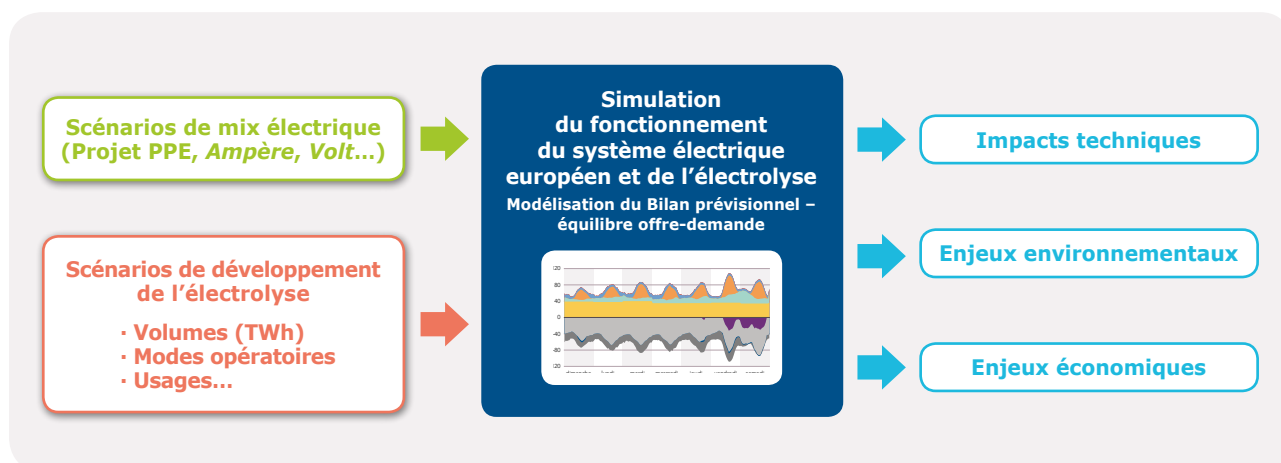 Scénarios de mix électrique
(Projet PPE, Ampère, Volt...)
Scénarios de développement
de l'électrolyse
· Volumes (TWh)
· Modes opératoires
· Usages...
Simulation
du fonctionnement
du système électrique
européen et de l'électrolyse
Modélisation du Bilan prévisionnel –
équilibre offre-demande
80
40
0
-40
-80
Impacts techniques
Enjeux environnementaux
Enjeux économiques